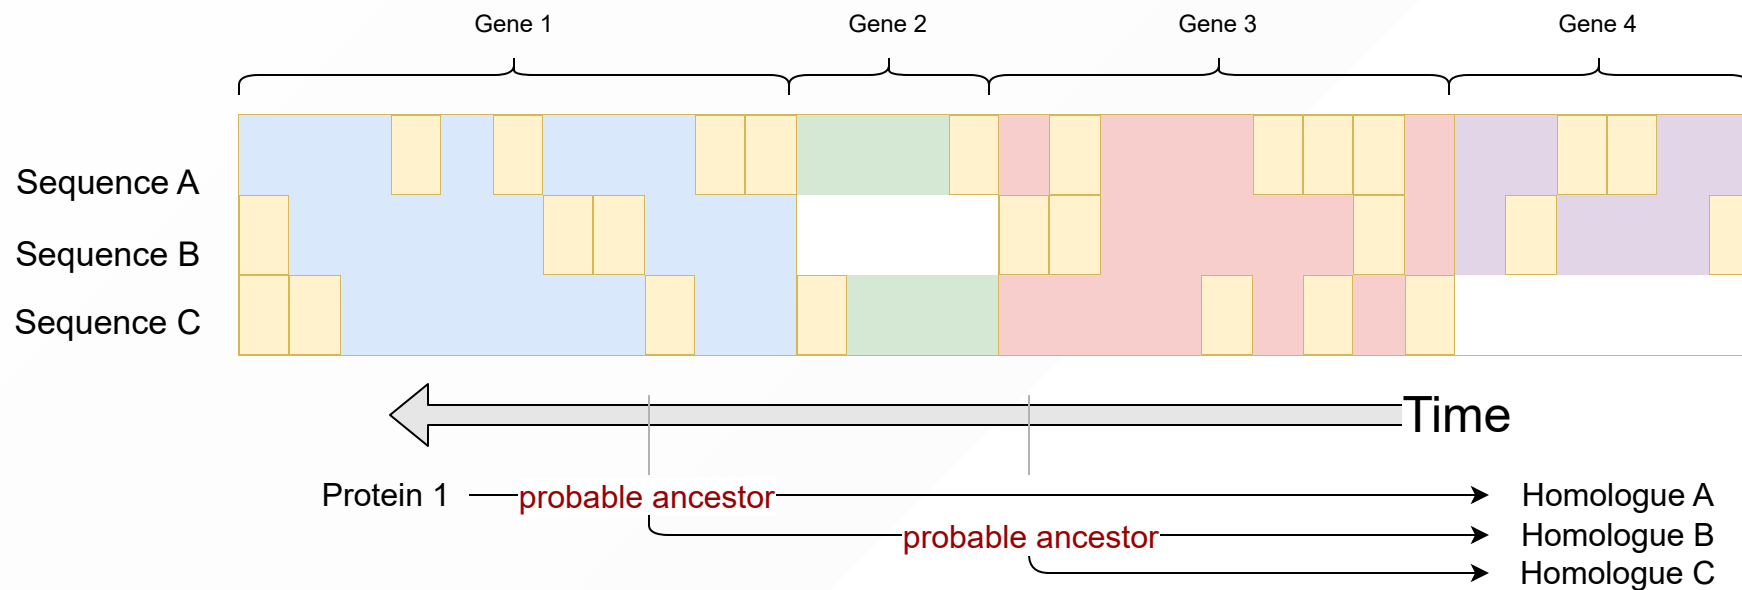 Gene 1
Gene 2
Gene 3
Gene 4
Sequence A
Sequence B
Sequence C
Time
Protein 1
probable ancestor
Homologue A
probable ancestor
Homologue B
Homologue C